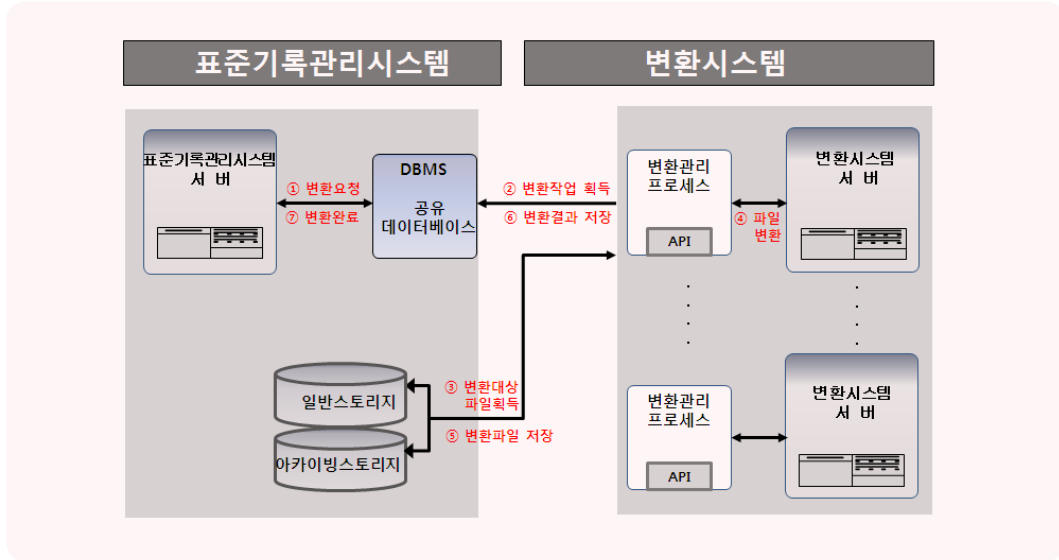 표준기록관리시스템
변환시스템
표준기록관리시스템
서 버
① 변환요청
⑦ 변환완료
DBMS
공유
데이터베이스
② 변환작업 획득
⑥ 변환결과 저장
변환관리
프로세스
API
④ 파일
변환
변환시스템
서 버
일반스토리지
아카이빙스토리지
③ 변환대상
파일획득
⑤ 변환파일 저장
변환관리
프로세스
API
변환시스템
서 버